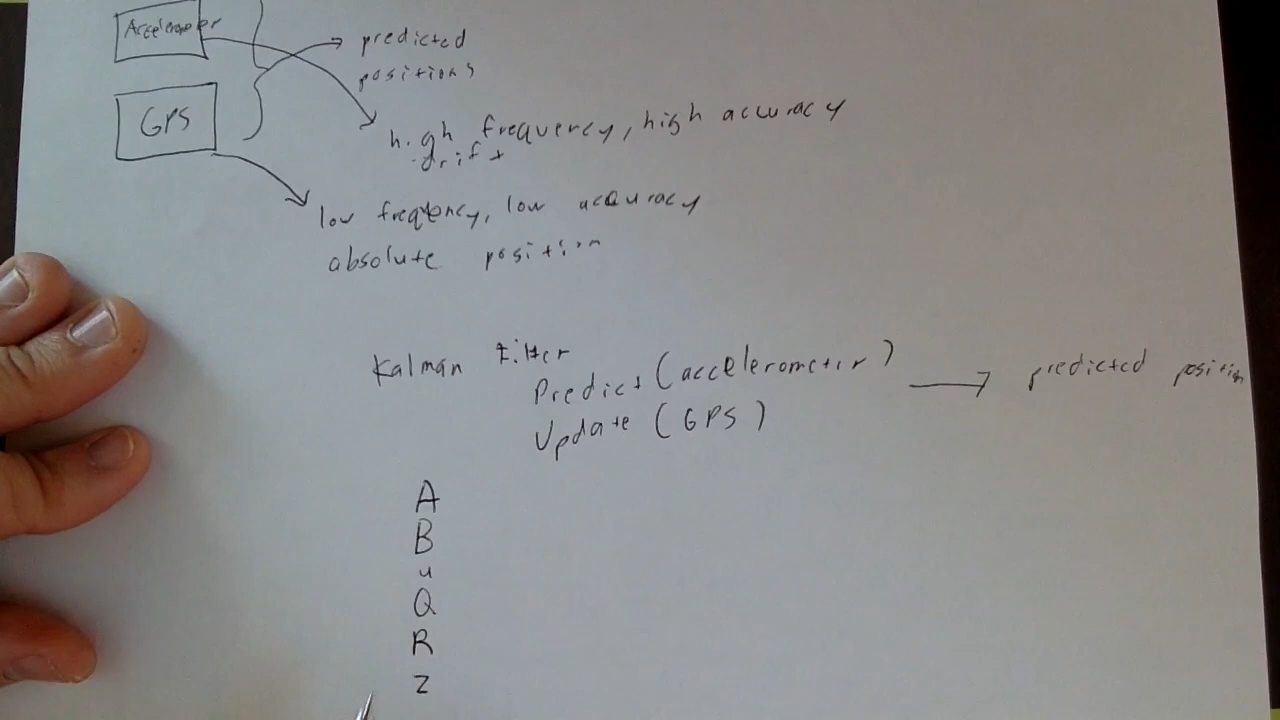 Accelerometer
predicted
positions
GPS
high frequency, high accuracy
drift
low frequency, low accuracy
absolute position
Kalman Filter
Predict (accelerometer) → predicted position
Update (GPS)
A
B
u
Q
R
z